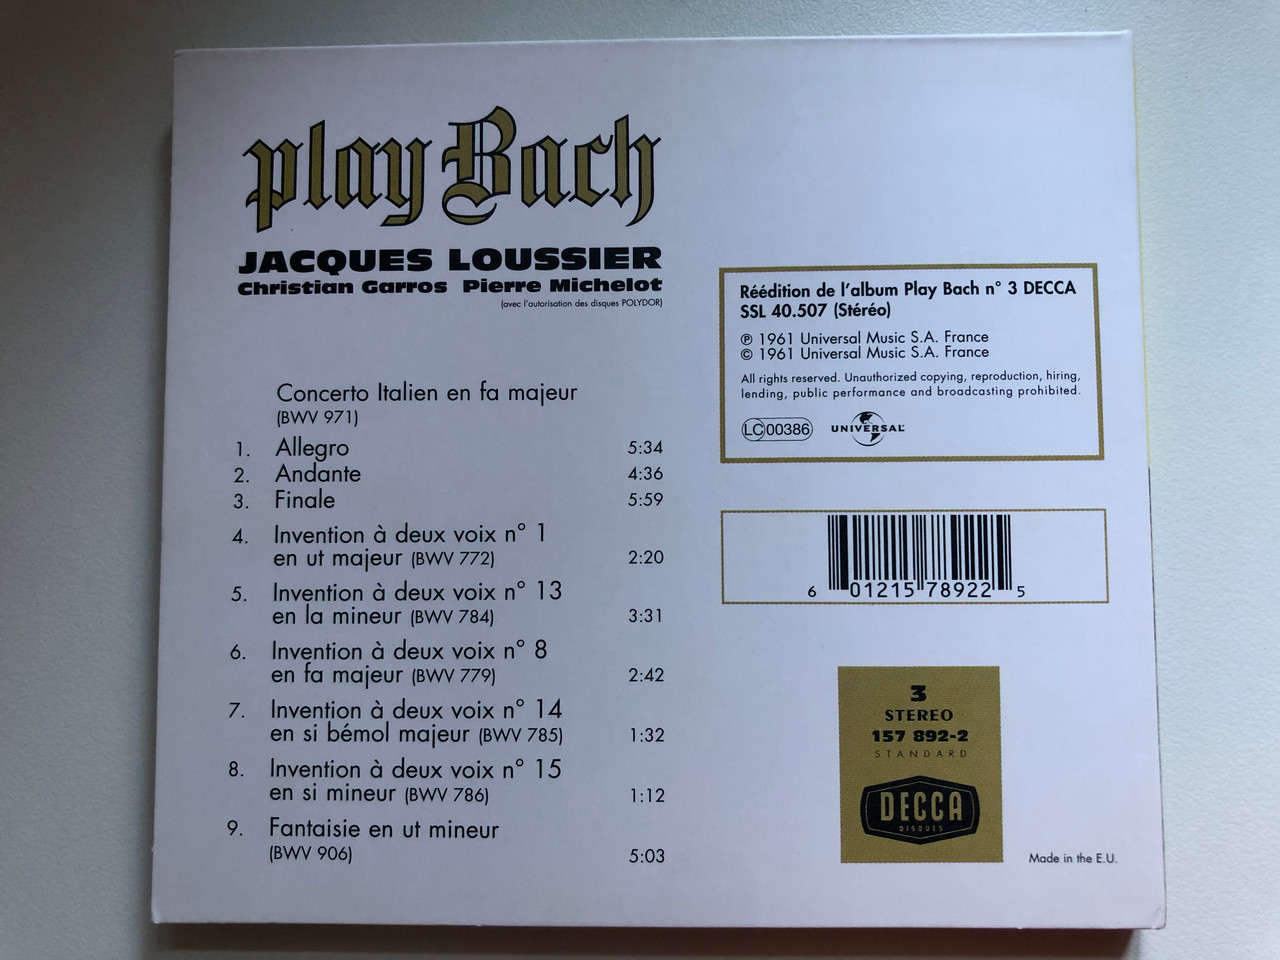 play Bach
JACQUES LOUSSIER
Christian Garros Pierre Michelot
(avec l'autorisation des disques POLYDOR)
Concerto Italien en fa majeur
(BWV 971)
1. Allegro 5:34
2. Andante 4:36
3. Finale 5:59
4. Invention à deux voix n° 1
en ut majeur (BWV 772) 2:20
5. Invention à deux voix n° 13
en la mineur (BWV 784) 3:31
6. Invention à deux voix n° 8
en fa majeur (BWV 779) 2:42
7. Invention à deux voix n° 14
en si bémol majeur (BWV 785) 1:32
8. Invention à deux voix n° 15
en si mineur (BWV 786) 1:12
9. Fantaisie en ut mineur
(BWV 906) 5:03
Réédition de l'album Play Bach n° 3 DECCA
SSL 40.507 (Stéréo)
℗ 1961 Universal Music S.A. France
© 1961 Universal Music S.A. France
All rights reserved. Unauthorized copying, reproduction, hiring,
lending, public performance and broadcasting prohibited.
LC 00386 UNIVERSAL
6 01215 78922 5
3
STEREO
157 892-2
STANDARD
DECCA
DISQUES
Made in the E.U.